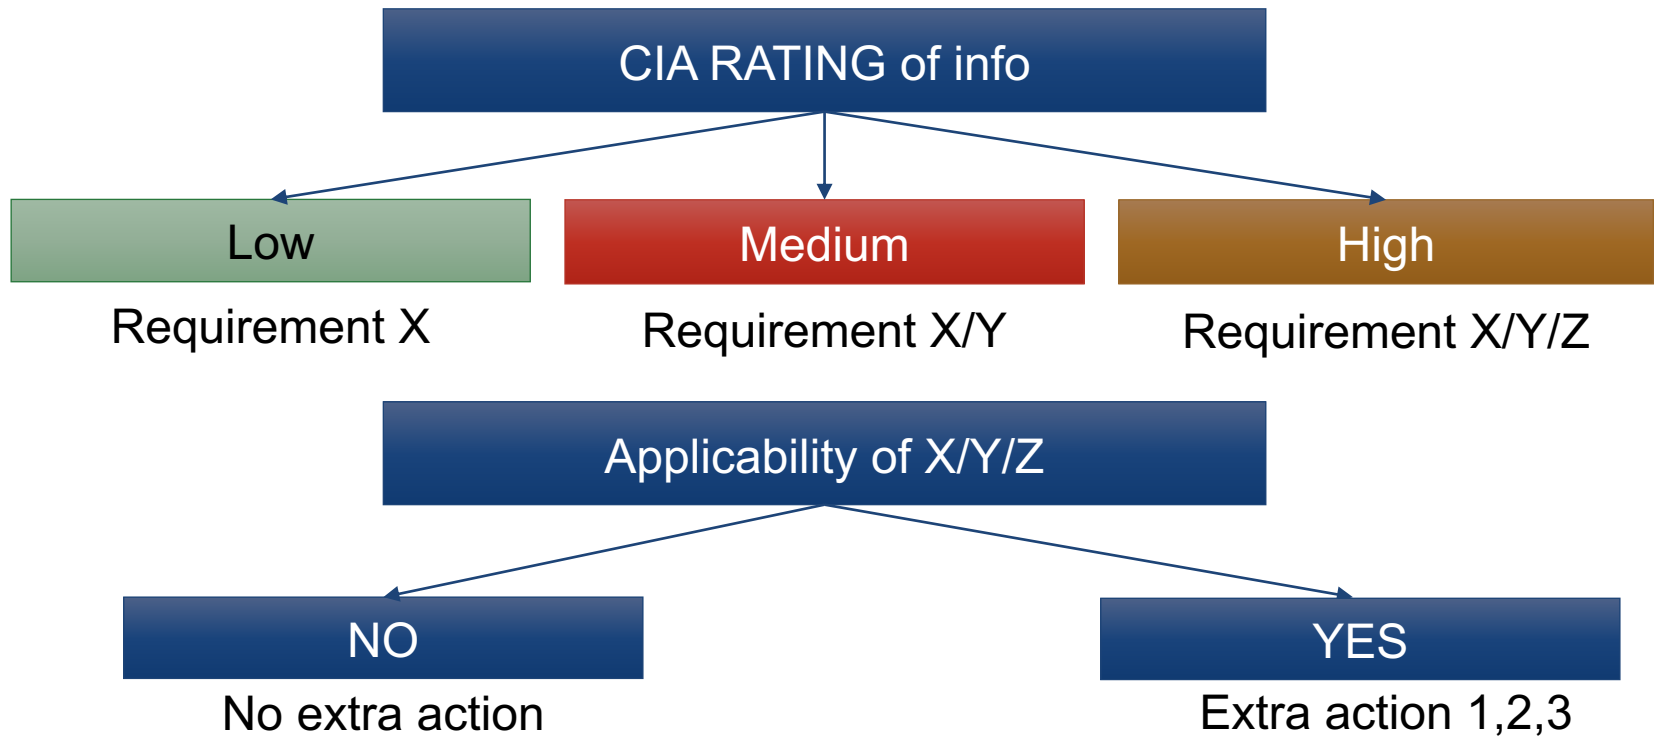 CIA RATING of info
Low
Medium
High
Requirement X
Requirement X/Y
Requirement X/Y/Z
Applicability of X/Y/Z
NO
YES
No extra action
Extra action 1,2,3